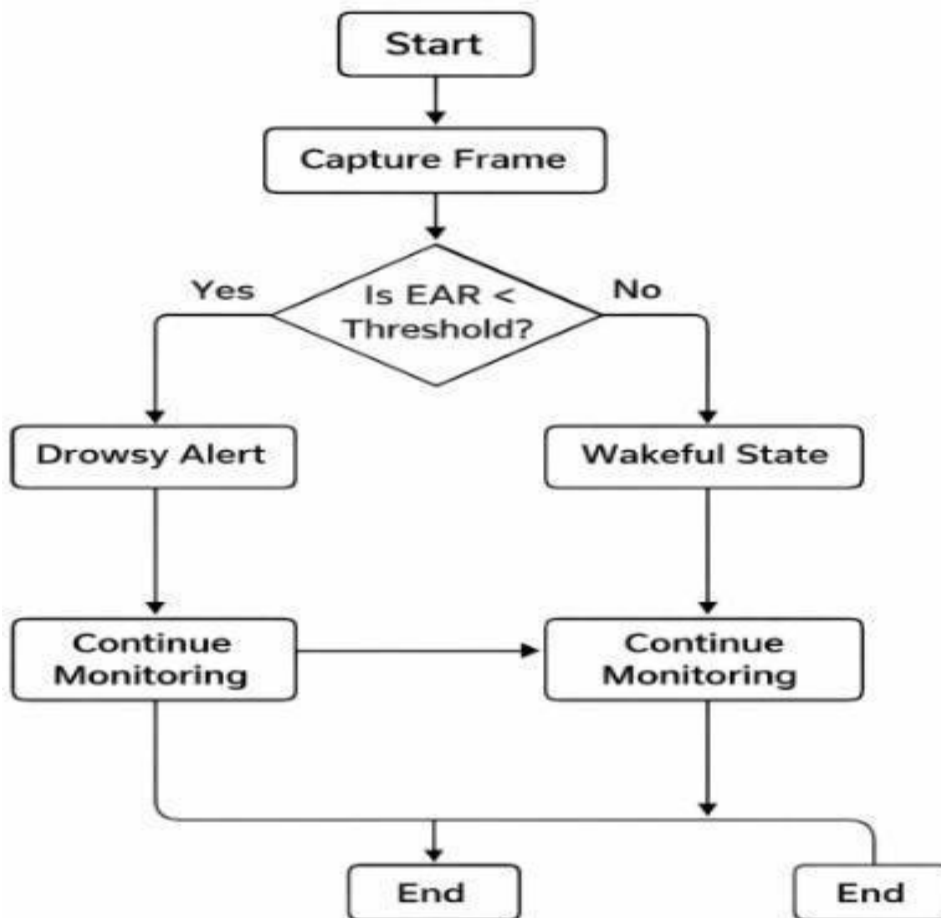 Start
Capture Frame
Yes
Is EAR <
Threshold?
No
Drowsy Alert
Wakeful State
Continue
Monitoring
Continue
Monitoring
End
End